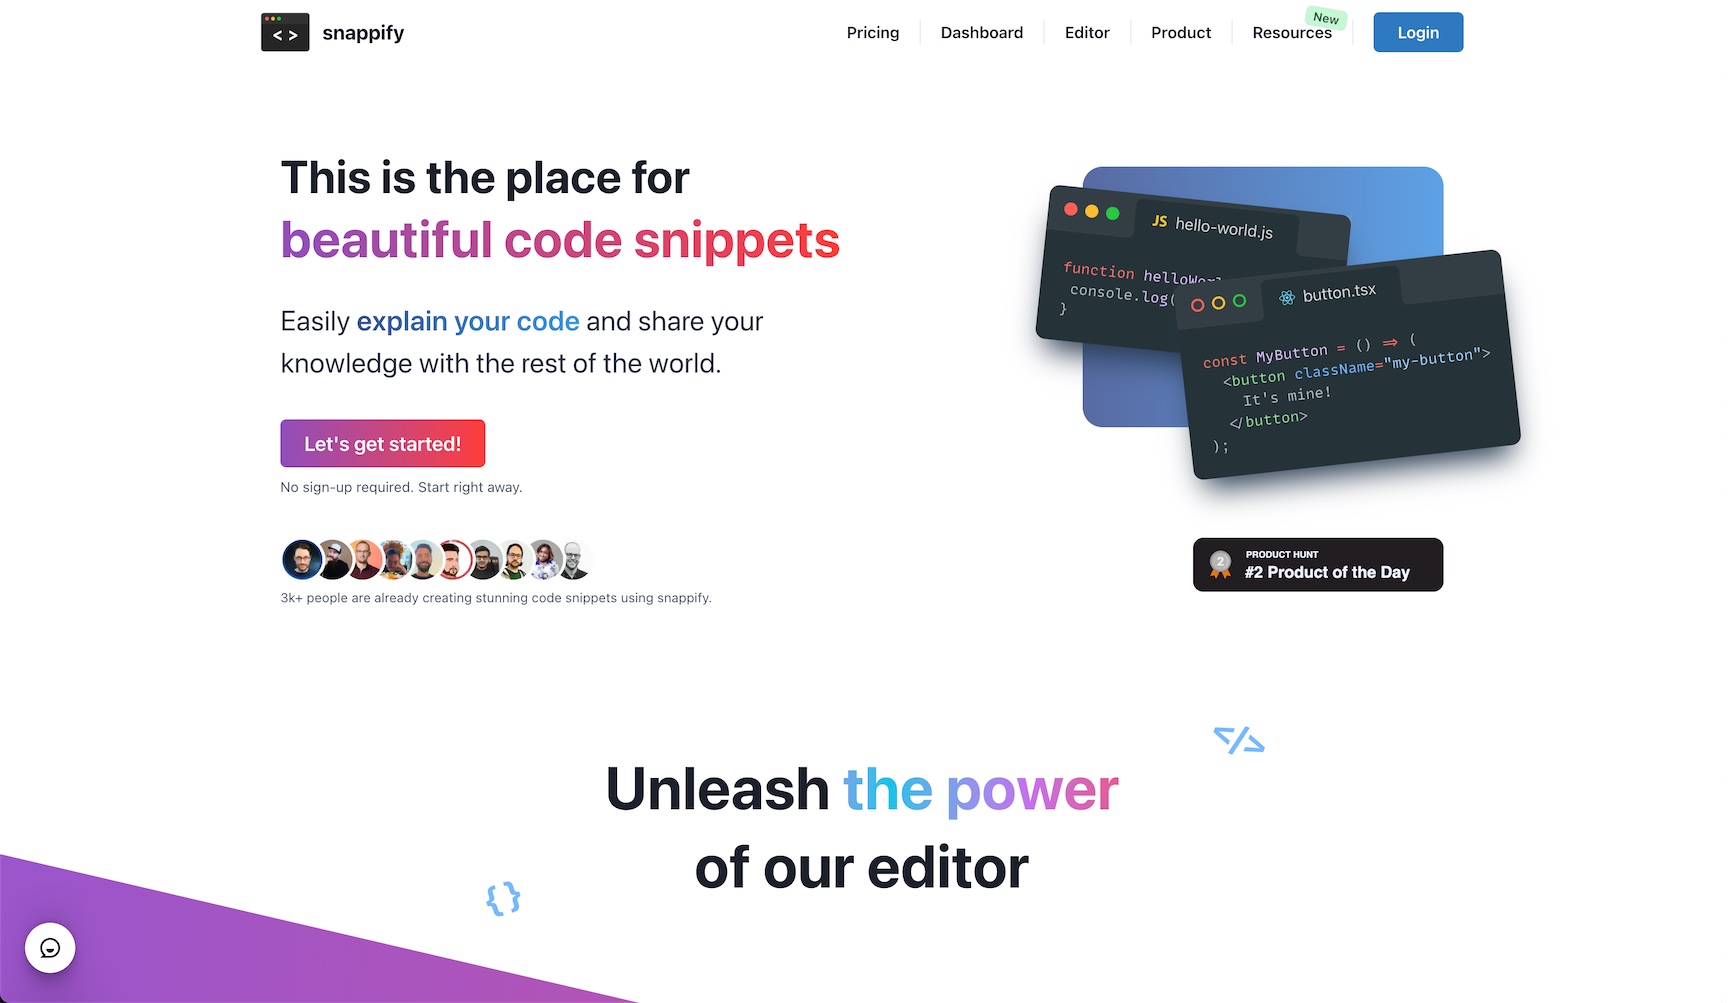 < >
snappify
Pricing
Dashboard
Editor
Product
Resources
New
Login
This is the place for
beautiful code snippets
Easily explain your code and share your
knowledge with the rest of the world.
Let's get started!
No sign-up required. Start right away.
3k+ people are already creating stunning code snippets using snappify.
JS hello-world.js
function
console.log(
}
button.tsx
const MyButton = () => (
<button className="my-button">
It's mine!
</button>
);
2
PRODUCT HUNT
#2 Product of the Day
</>
Unleash the power
of our editor
{}